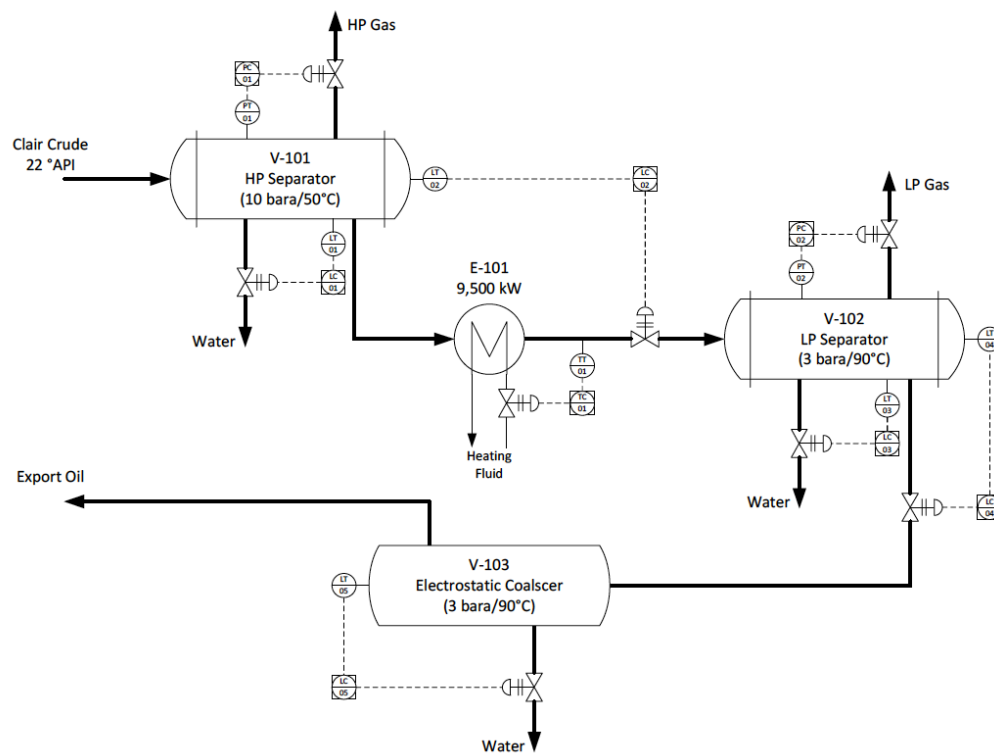 HP Gas
PC
01
PT
01
Clair Crude
22 °API
V-101
HP Separator
(10 bara/50°C)
LT
02
LC
02
LP Gas
LT
01
LC
01
PC
02
PT
02
E-101
9,500 kW
Water
V-102
LP Separator
(3 bara/90°C)
LT
04
TT
01
TC
01
LT
03
LC
03
Heating
Fluid
Export Oil
Water
LC
04
V-103
Electrostatic Coalscer
(3 bara/90°C)
LT
05
LC
05
Water